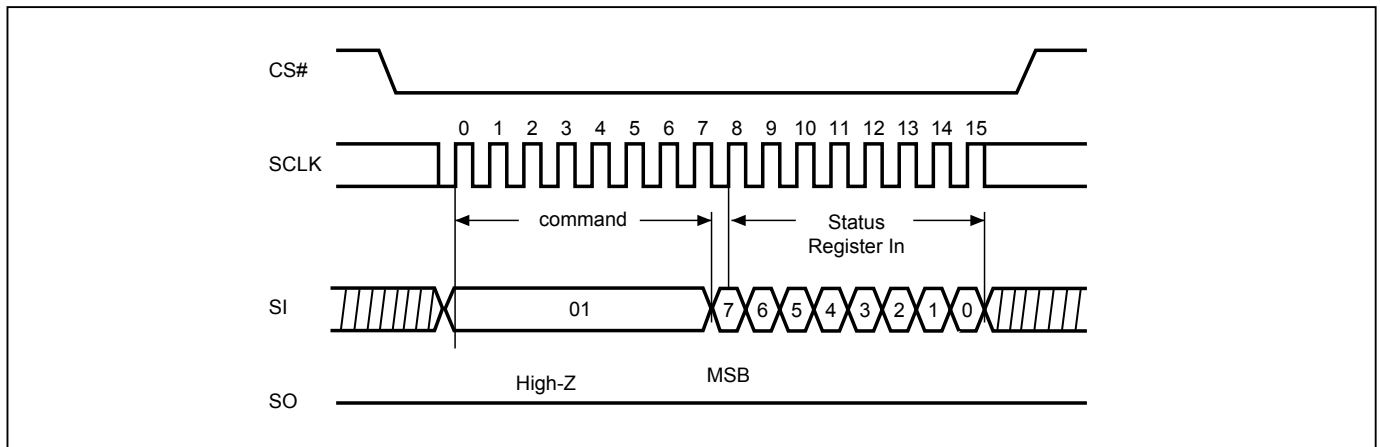 CS#
0 1 2 3 4 5 6 7 8 9 10 11 12 13 14 15
SCLK
command
Status
Register In
SI
01
7 6 5 4 3 2 1 0
High-Z
MSB
SO